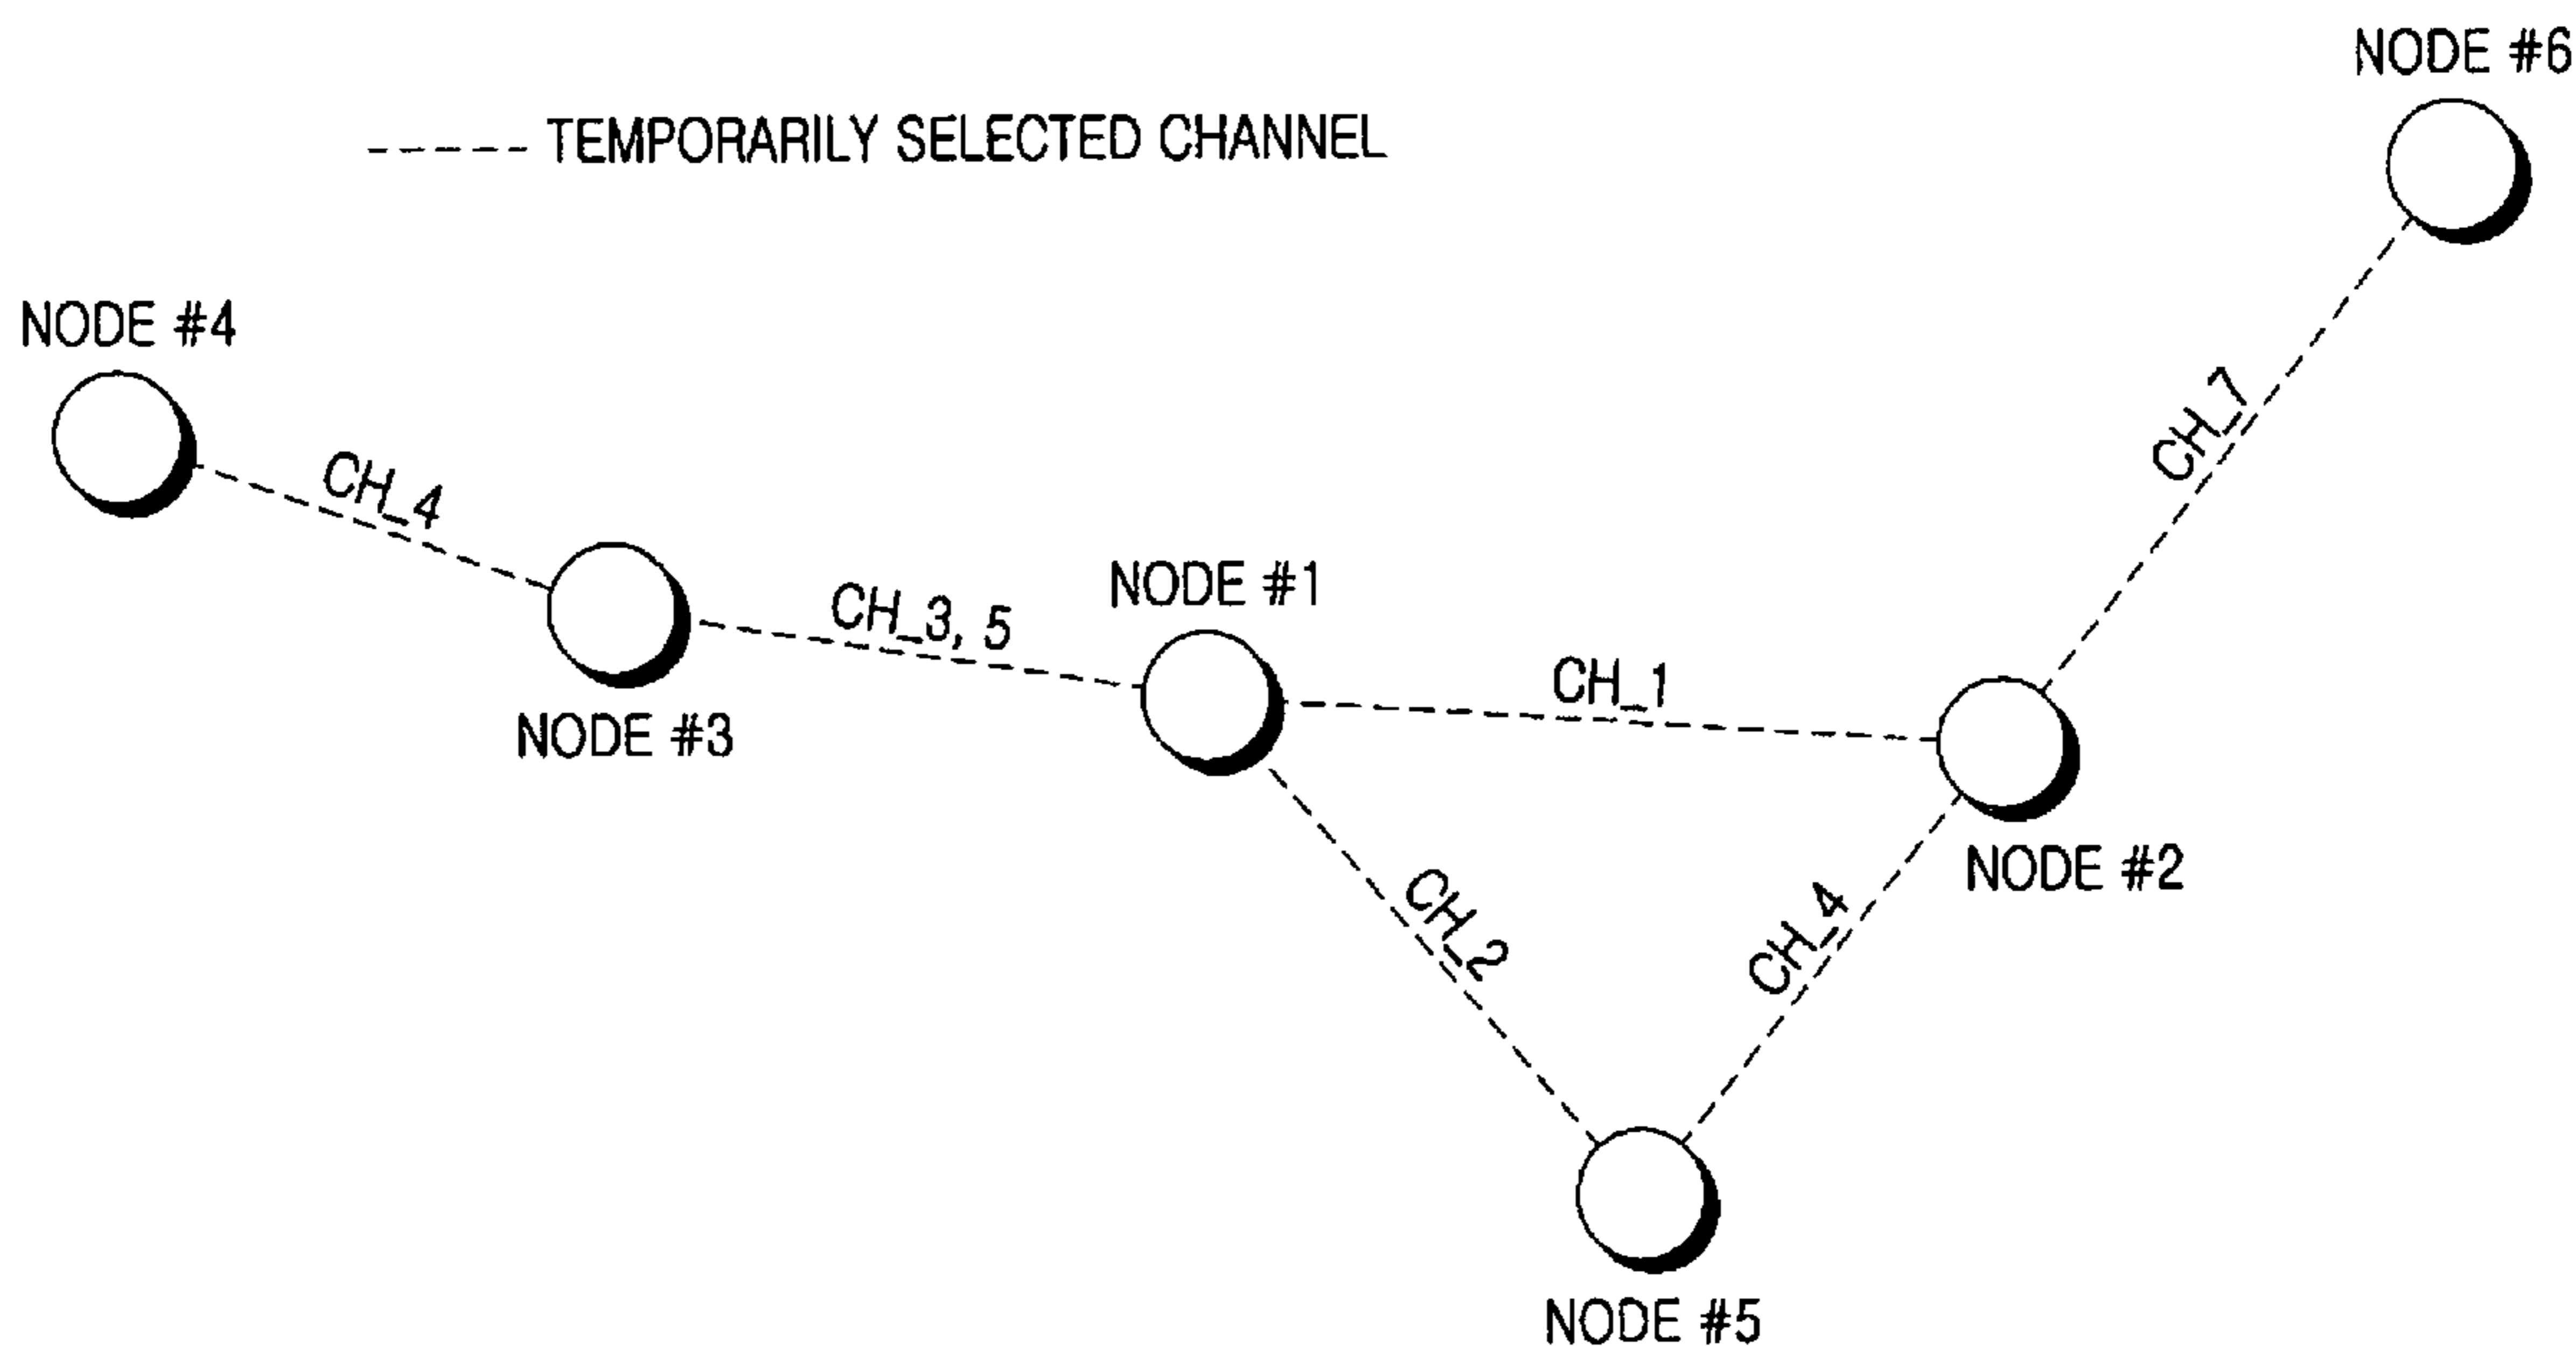 NODE #6
----- TEMPORARILY SELECTED CHANNEL
NODE #4
CH_7
CH_4
NODE #1
CH_3, 5
CH_1
NODE #3
NODE #2
CH_2
CH_4
NODE #5